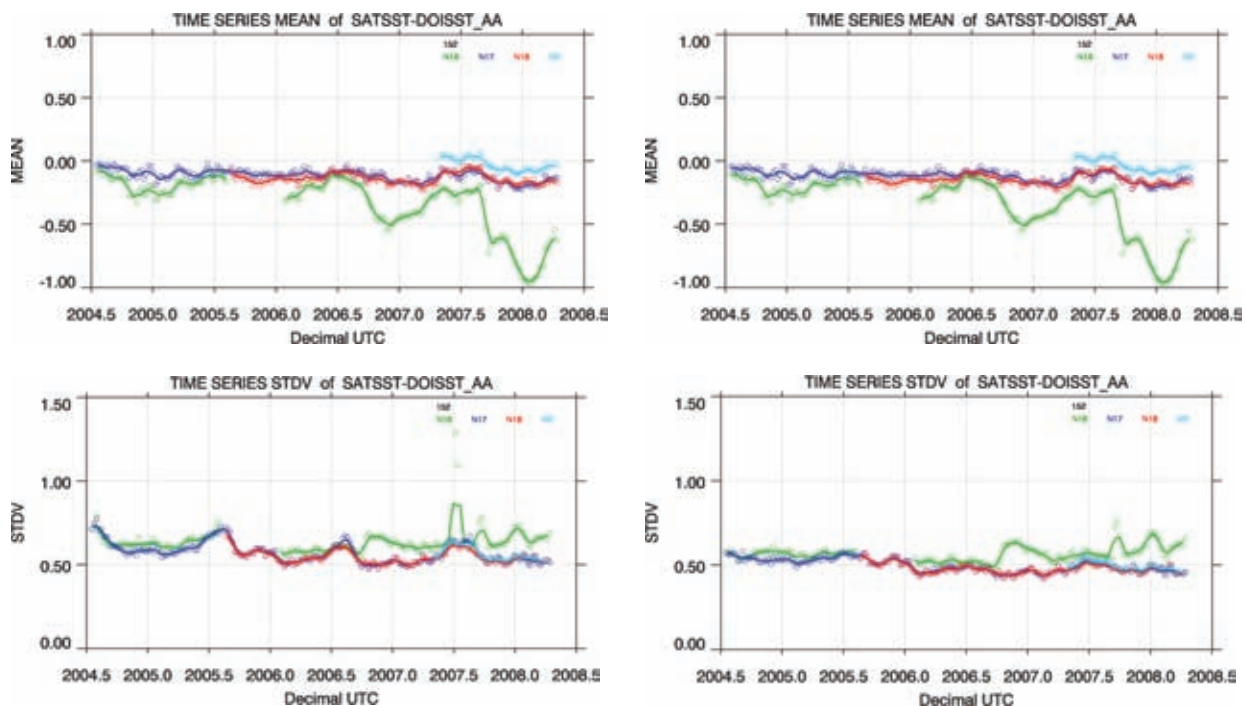 TIME SERIES MEAN of SATSST-DOISST_AA
1.00
0.50
0.00
-0.50
-1.00
MEAN
N16 N17 N18
2004.5 2005.0 2005.5 2006.0 2006.5 2007.0 2007.5 2008.0 2008.5
Decimal UTC
TIME SERIES MEAN of SATSST-DOISST_AA
1.00
0.50
0.00
-0.50
-1.00
MEAN
N16 N17 N18
2004.5 2005.0 2005.5 2006.0 2006.5 2007.0 2007.5 2008.0 2008.5
Decimal UTC
TIME SERIES STDV of SATSST-DOISST_AA
1.50
1.00
0.50
0.00
STDV
N16 N17 N18
2004.5 2005.0 2005.5 2006.0 2006.5 2007.0 2007.5 2008.0 2008.5
Decimal UTC
TIME SERIES STDV of SATSST-DOISST_AA
1.50
1.00
0.50
0.00
STDV
N16 N17 N18
2004.5 2005.0 2005.5 2006.0 2006.5 2007.0 2007.5 2008.0 2008.5
Decimal UTC